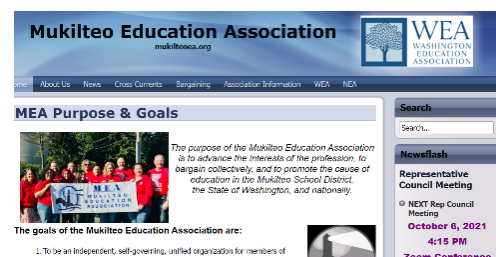 Mukilteo Education Association
mukilteoea.org
WEA
WASHINGTON
EDUCATION
ASSOCIATION
ome About Us News Cross Currents Bargaining Association Information WEA NEA
MEA Purpose & Goals
MEA
MUKILTEO
EDUCATION
ASSOCIATION
The purpose of the Mukilteo Education Association
is to advance the interests of the profession, to
bargain collectively, and to promote the cause of
education in the Mukilteo School District,
the State of Washington, and nationally.
The goals of the Mukilteo Education Association are:
1. To be an independent, self-governing, unified organization for members of
Search
Search...
Newsflash
Representative
Council Meeting
NEXT Rep Council
Meeting
October 6, 2021
4:15 PM
Zoom Conference